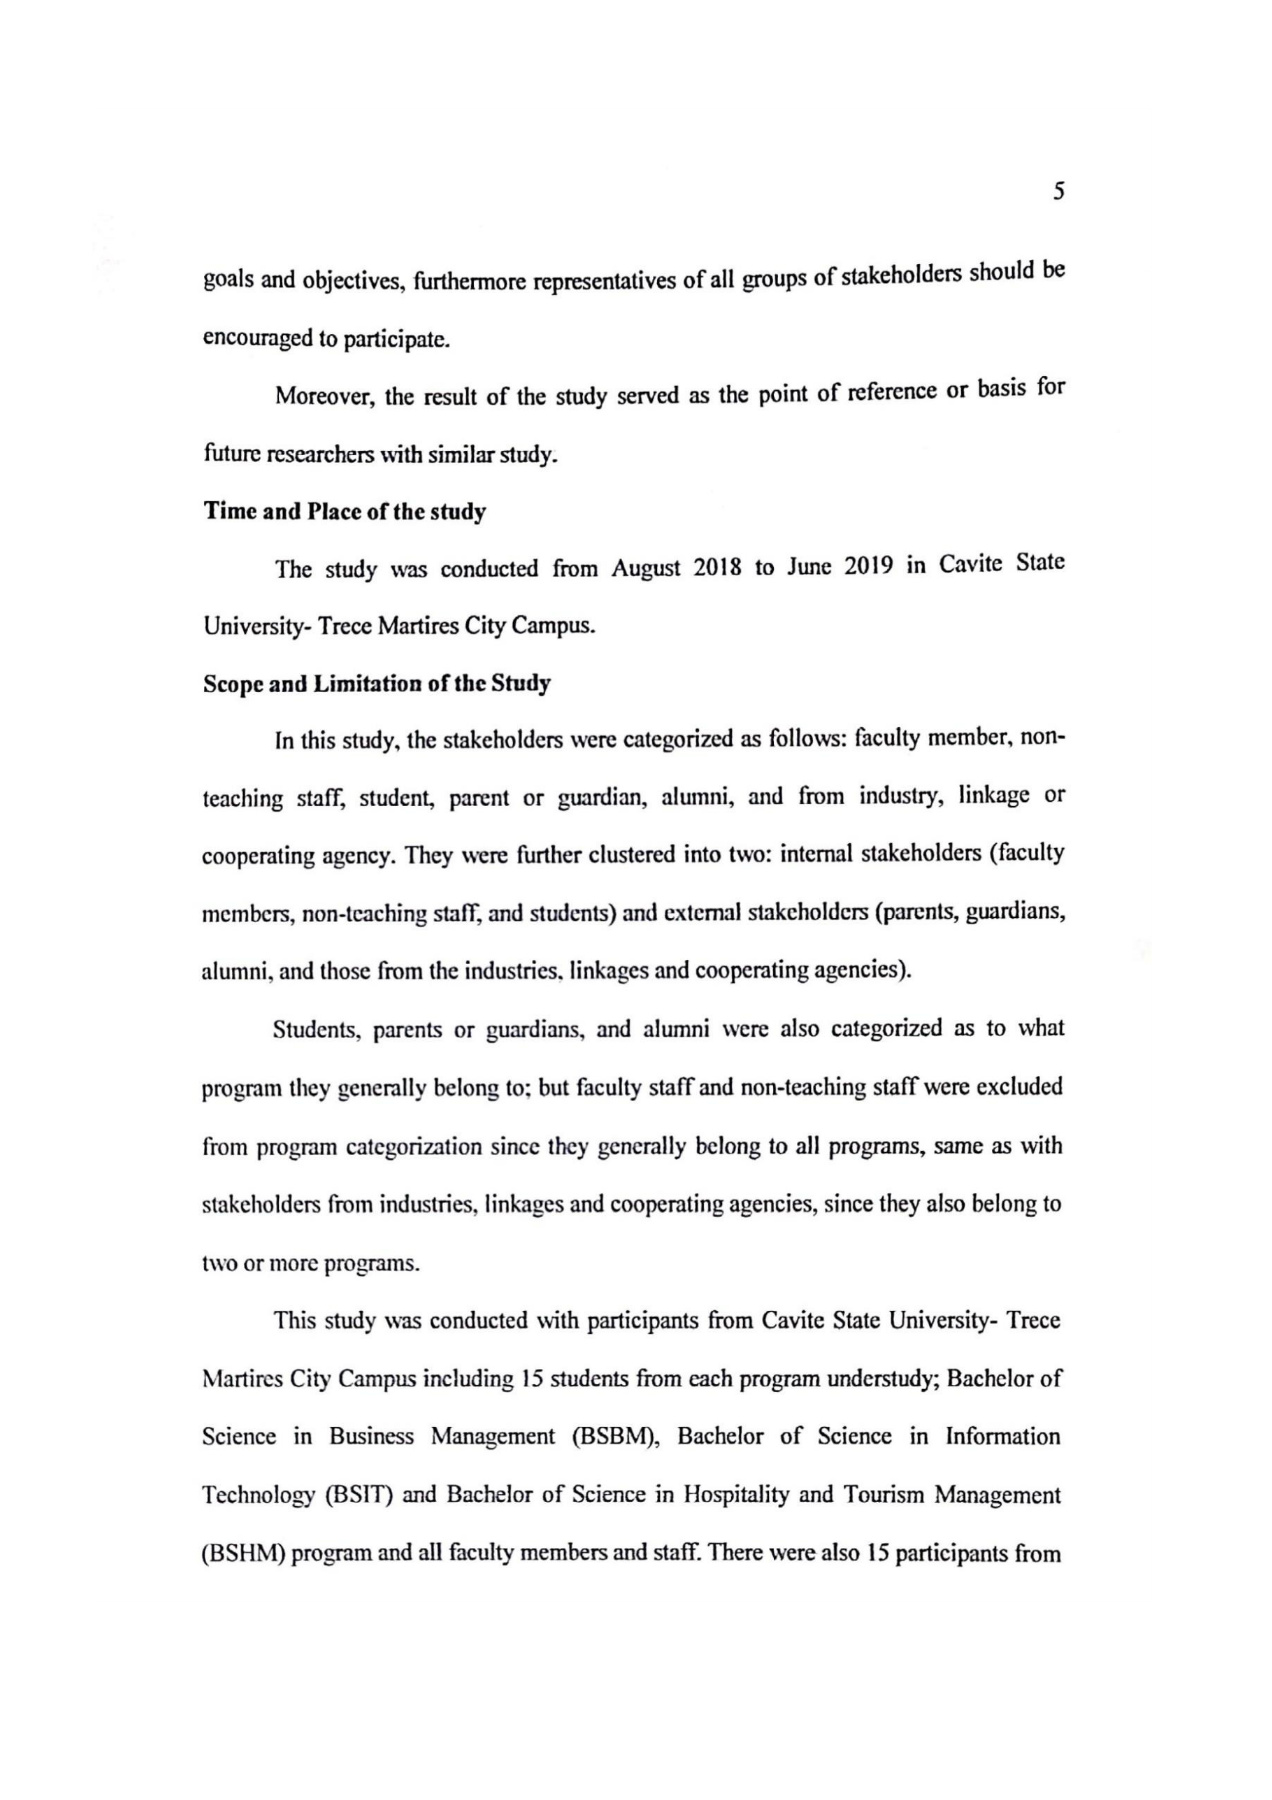 5
goals and objectives, furthermore representatives of all groups of stakeholders should be
encouraged to participate.
Moreover, the result of the study served as the point of reference or basis for
future researchers with similar study.
Time and Place of the study
The study was conducted from August 2018 to June 2019 in Cavite State
University- Trece Martires City Campus.
Scope and Limitation of the Study
In this study, the stakeholders were categorized as follows: faculty member, non-
teaching staff, student, parent or guardian, alumni, and from industry, linkage or
cooperating agency. They were further clustered into two: internal stakeholders (faculty
members, non-teaching staff, and students) and external stakeholders (parents, guardians,
alumni, and those from the industries, linkages and cooperating agencies).
Students, parents or guardians, and alumni were also categorized as to what
program they generally belong to; but faculty staff and non-teaching staff were excluded
from program categorization since they generally belong to all programs, same as with
stakeholders from industries, linkages and cooperating agencies, since they also belong to
two or more programs.
This study was conducted with participants from Cavite State University- Trece
Martires City Campus including 15 students from each program understudy; Bachelor of
Science in Business Management (BSBM), Bachelor of Science in Information
Technology (BSIT) and Bachelor of Science in Hospitality and Tourism Management
(BSHM) program and all faculty members and staff. There were also 15 participants from